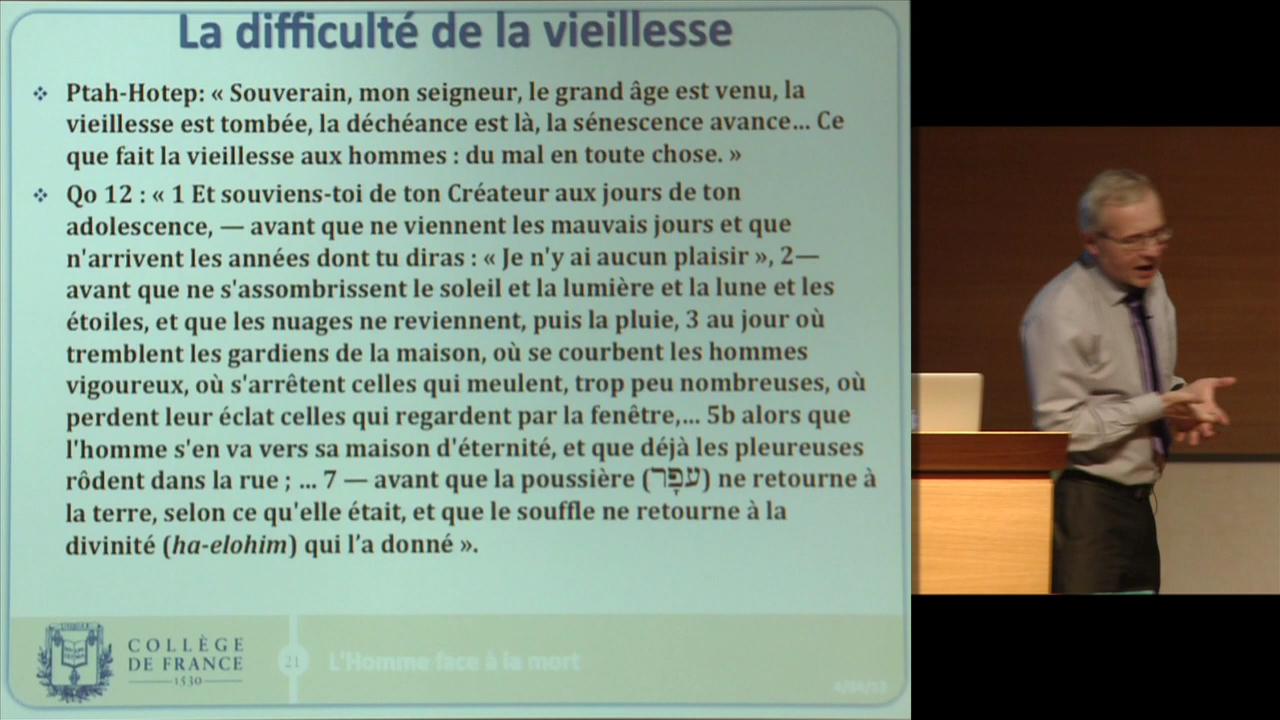 La difficulté de la vieillesse
Ptah-Hotep: « Souverain, mon seigneur, le grand âge est venu, la
vieillesse est tombée, la déchéance est là, la sénescence avance... Ce
que fait la vieillesse aux hommes : du mal en toute chose. »
Qo 12 : « 1 Et souviens-toi de ton Créateur aux jours de ton
adolescence, — avant que ne viennent les mauvais jours et que
n'arrivent les années dont tu diras : « Je n'y ai aucun plaisir », 2—
avant que ne s'assombrissent le soleil et la lumière et la lune et les
étoiles, et que les nuages ne reviennent, puis la pluie, 3 au jour où
tremblent les gardiens de la maison, où se courbent les hommes
vigoureux, où s'arrêtent celles qui meulent, trop peu nombreuses, où
perdent leur éclat celles qui regardent par la fenêtre,... 5b alors que
l'homme s'en va vers sa maison d'éternité, et que déjà les pleureuses
rôdent dans la rue ; ... 7 — avant que la poussière (עפָר) ne retourne à
la terre, selon ce qu'elle était, et que le souffle ne retourne à la
divinité (ha-elohim) qui l'a donné ».
COLLÈGE
DE FRANCE
1530
21
L'Homme face à la mort